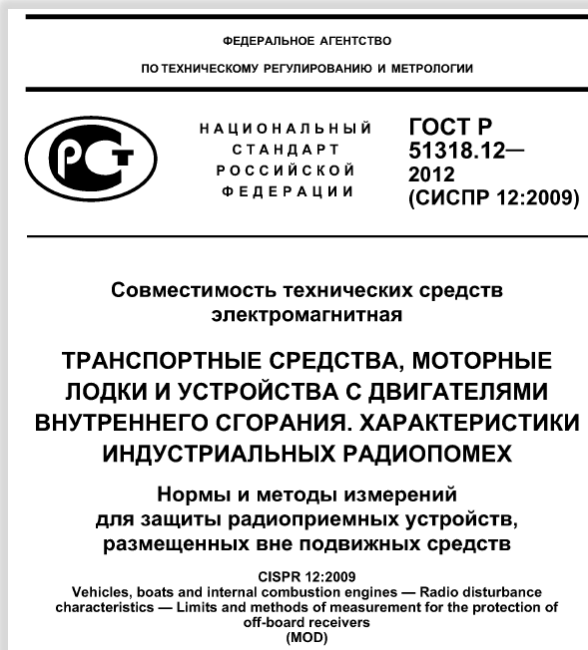 ФЕДЕРАЛЬНОЕ АГЕНТСТВО
ПО ТЕХНИЧЕСКОМУ РЕГУЛИРОВАНИЮ И МЕТРОЛОГИИ
РСТ
НАЦИОНАЛЬНЫЙ
СТАНДАРТ
РОССИЙСКОЙ
ФЕДЕРАЦИИ
ГОСТ Р
51318.12—
2012
(СИСПР 12:2009)
Совместимость технических средств
электромагнитная
ТРАНСПОРТНЫЕ СРЕДСТВА, МОТОРНЫЕ
ЛОДКИ И УСТРОЙСТВА С ДВИГАТЕЛЯМИ
ВНУТРЕННЕГО СГОРАНИЯ. ХАРАКТЕРИСТИКИ
ИНДУСТРИАЛЬНЫХ РАДИОПОМЕХ
Нормы и методы измерений
для защиты радиоприемных устройств,
размещенных вне подвижных средств
CISPR 12:2009
Vehicles, boats and internal combustion engines — Radio disturbance
characteristics — Limits and methods of measurement for the protection of
off-board receivers
(MOD)